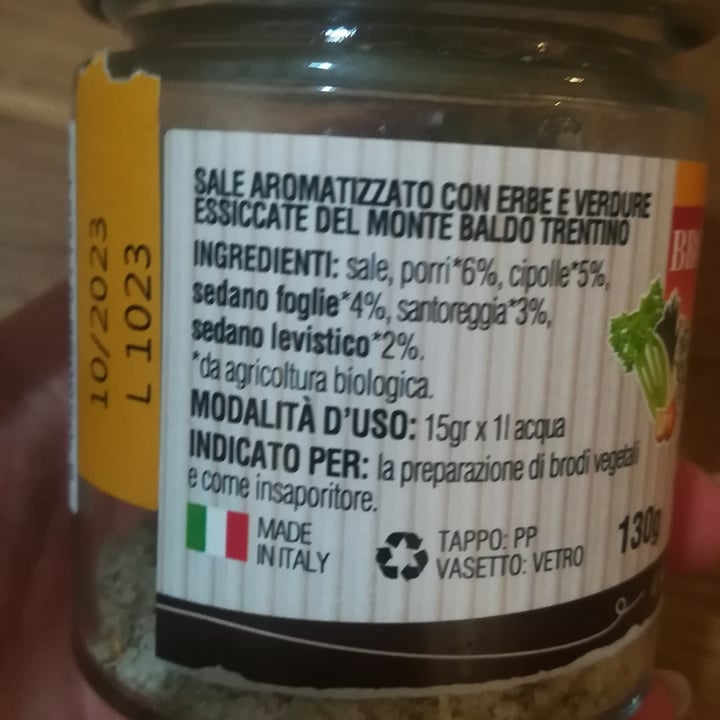 SALE AROMATIZZATO CON ERBE E VERDURE
ESSICCATE DEL MONTE BALDO TRENTINO
INGREDIENTI: sale, porri*6%, cipolle*5%,
sedano foglie*4%, santoreggia*3%,
sedano levistico*2%.
*da agricoltura biologica.
MODALITÀ D'USO: 15gr x 1l acqua
INDICATO PER: la preparazione di brodi vegetali
e come insaporitore.
MADE
IN ITALY
TAPPO: PP
VASETTO: VETRO
130g
10/2023
L 1023